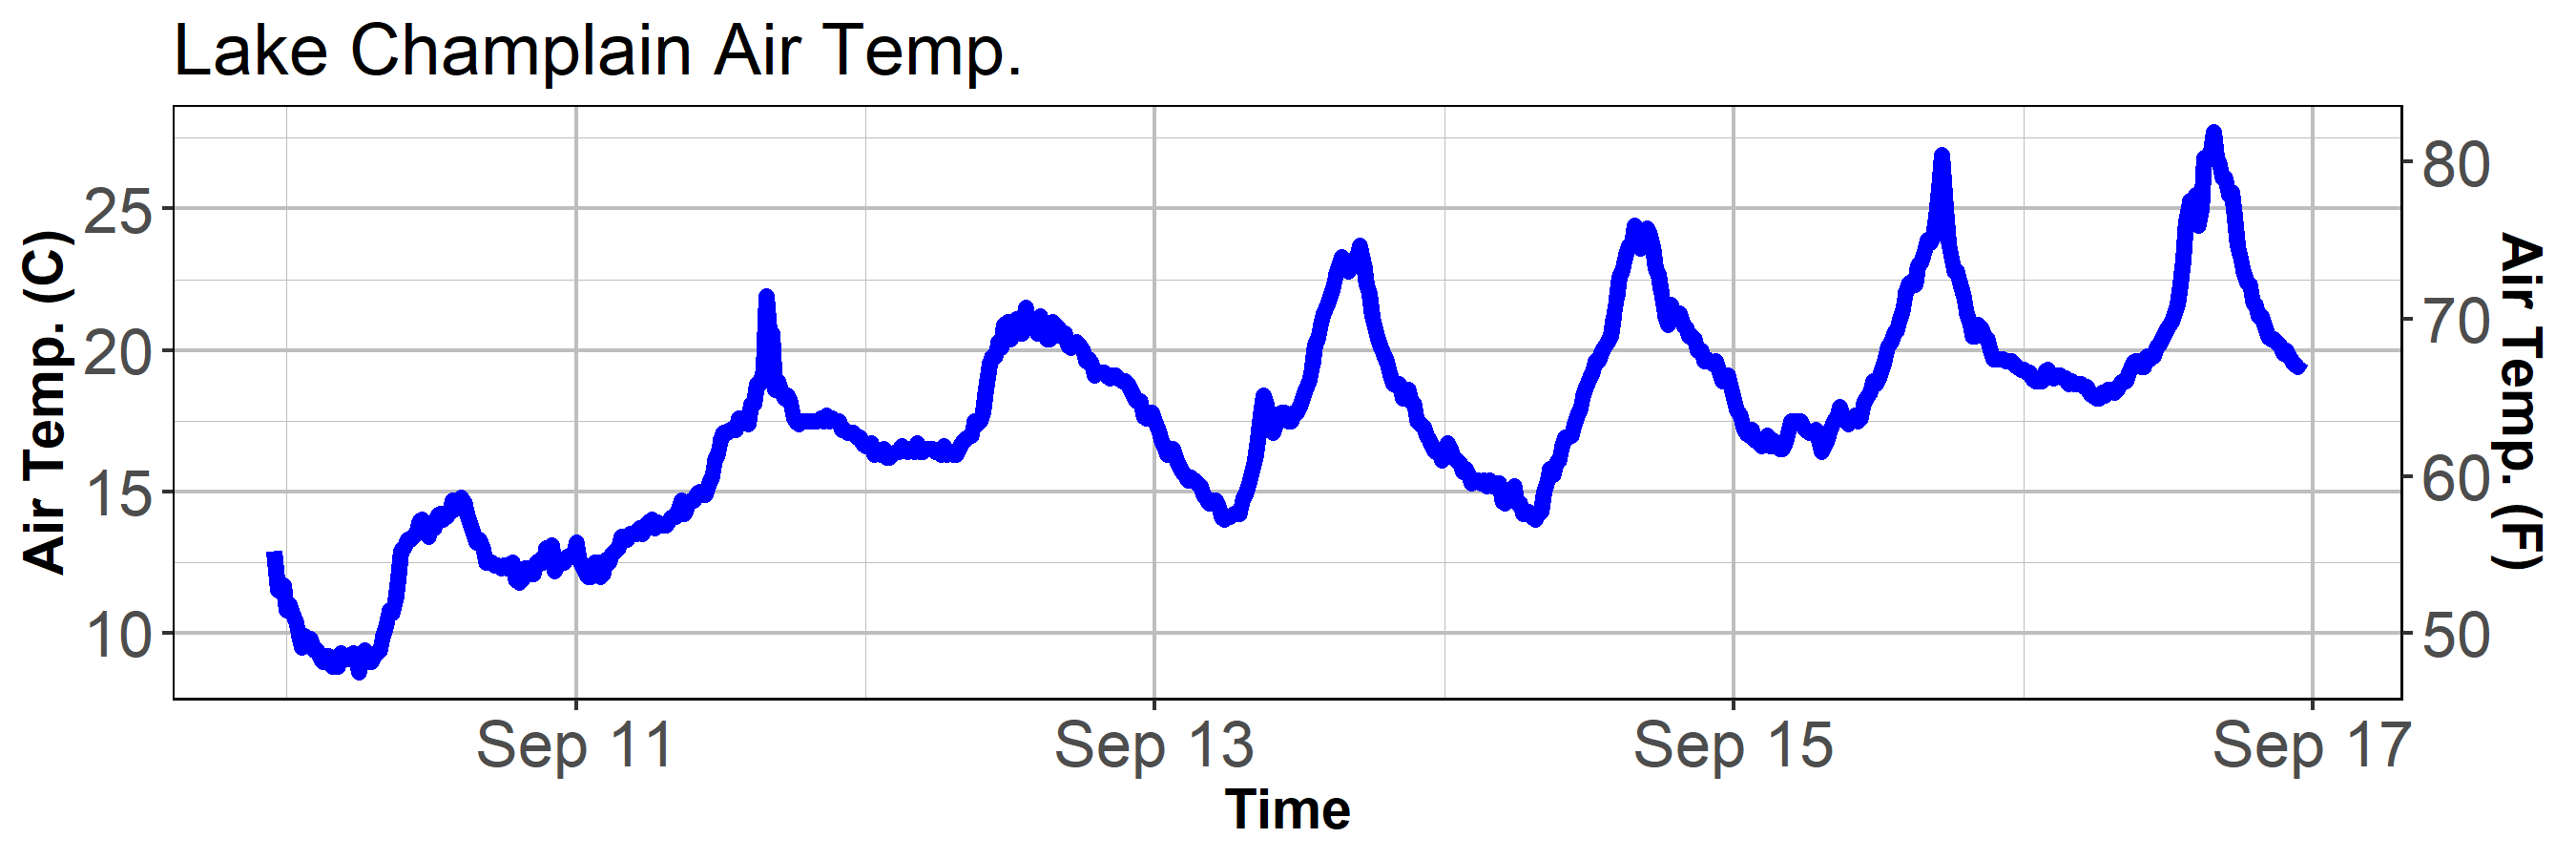 Lake Champlain Air Temp.
Air Temp. (C)
25
20
15
10
80
70
60
50
Air Temp. (F)
Sep 11
Sep 13
Sep 15
Sep 17
Time